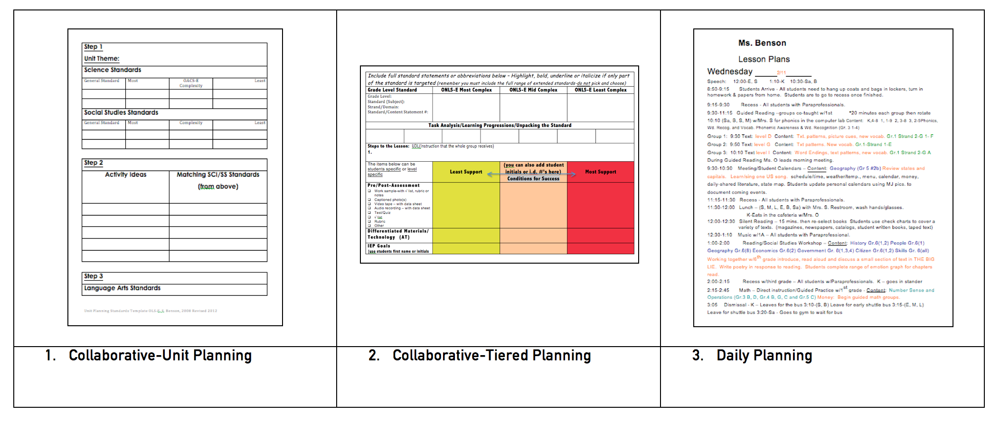 Step 1
Unit Theme:
Science Standards
General Standard Most OACS-E Complexity Least
Social Studies Standards
General Standard Most Complexity Least
Step 2
Activity Ideas Matching SCI/SS Standards
(from above)
Step 3
Language Arts Standards
Unit Planning Standards Template OLS-E, S. Benson, 2008 Revised 2012
1. Collaborative-Unit Planning
Include full standard statements or abbreviations below – Highlight, bold, underline or italicize if only part
of the standard is targeted (remember you must include the full range of extended standards-do not pick and choose)
Grade Level Standard ONLS-E Most Complex ONLS-E Mid Complex ONLS-E Least Complex
Grade Level:
Standard (Subject):
Strand/Domain:
Standard/Content Statement #:
Task Analysis/Learning Progressions/Unpacking the Standard
Steps to the Lesson: UDL(Instruction that the whole group receives)
1.
The items below can be
students specific or level
specific
Least Support
(you can also add student
initials or i.d. #'s here)
Conditions for Success
Most Support
Pre/Post-Assessment
❑ Work sample-with √ list, rubric or
notes
❑ Captioned photo(s)
❑ Video tape – with data sheet
❑ Audio recording – with data sheet
❑ Test/Quiz
❑ √ list
❑ Rubric
❑ Other
Differentiated Materials/
Technology (AT)
IEP Goals
(use students first name or initials
2. Collaborative-Tiered Planning
Ms. Benson
Lesson Plans
Wednesday 2/11
Speech: 12:00-E, S 1:10-K 10:30-Sa, B
8:50-9:15 Students Arrive - All students need to hang up coats and bags in lockers, turn in
homework & papers from home. Students are to go to recess once finished.
9:15-9:30 Recess - All students with Paraprofessionals.
9:30-11:15 Guided Reading –groups co-taught w/1st *20 minutes each group then rotate
10:10 (Sa, B, S, M) w/Mrs. S for phonics in the computer lab Content: K,4-8 1, 1-9 2, 3-8 3, 2-5Phonics,
Wd. Recog. and Vocab. Phonemic Awareness & Wd. Recognition (Gr. 3 1-4)
Group 1: 9:30 Text: level D Content: Txt. patterns, picture cues, new vocab. Gr.1 Strand 2-G 1- F
Group 2: 9:50 Text: level G Content: Txt patterns. New vocab. Gr.1-Strand 1-E
Group 3: 10:10 Text level I Content: Word Endings, text patterns, new vocab. Gr.1 Strand 2-G A
During Guided Reading Ms. O leads morning meeting.
9:30-10:30 Meeting/Student Calendars – Content: Geography (Gr 5 #2b) Review states and
capitals. Learn/sing one US song. schedule/time, weather/temp., menu, calendar, money,
daily-shared literature, state map. Students update personal calendars using MJ pics. to
document coming events.
11:15-11:30 Recess - All students with Paraprofessionals.
11:30-12:00 Lunch – (S, M, L, E, B, Sa) with Mrs. S. Restroom, wash hands/glasses.
K-Eats in the cafeteria w/Mrs. O
12:00-12:30 Silent Reading – 15 mins. then re-select books Students use check charts to cover a
variety of texts. (magazines, newspapers, catalogs, student written books, taped text)
12:30-1:10 Music w/1A – All students with Paraprofessional.
1:00-2:00 Reading/Social Studies Workshop – Content: History Gr.6(1,2) People Gr.6(1)
Geography Gr.6(8) Economics Gr.6(2) Government Gr. 6(1,3,4) Citizen Gr.6(1,2) Skills Gr. 6(all)
Working together w/6th grade introduce, read aloud and discuss a small section of text in THE BIG
LIE. Write poetry in response to reading. Students complete range of emotion graph for chapters
read.
2:00-2:15 Recess w/third grade – All students w/Paraprofessionals. K – goes in stander
2:15-2:45 Math – Direct instruction/Guided Practice w/1st grade - Content: Number Sense and
Operations (Gr.3 B, D, Gr.4 B, G, C and Gr.5 C) Money: Begin guided math groups.
3:05 Dismissal - K – Leaves for the bus 3:10-(S, B) Leave for early shuttle bus 3:15-(E, M, L)
Leave for shuttle bus 3:20-Sa - Goes to gym to wait for bus
3. Daily Planning